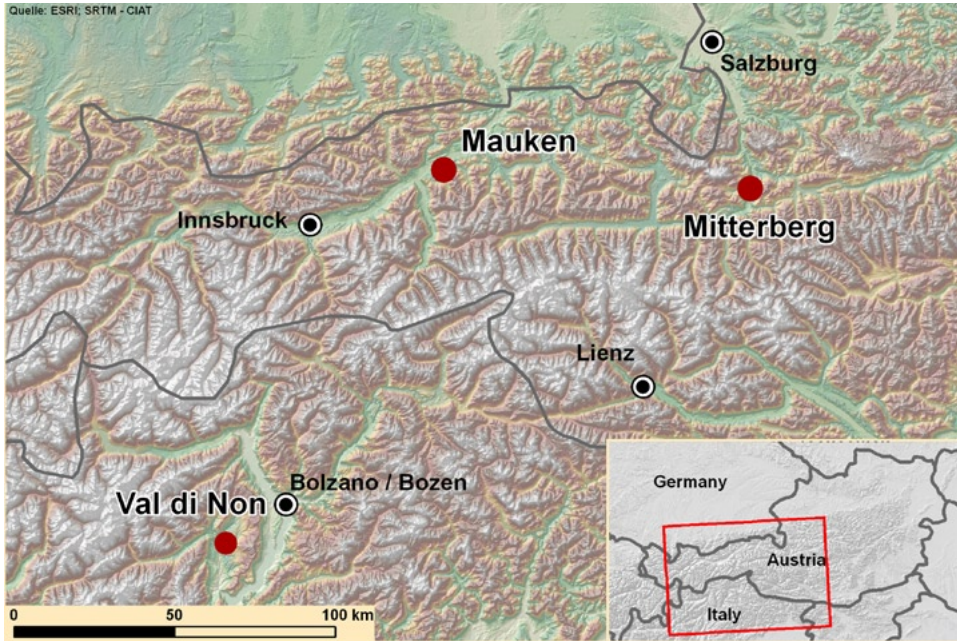 Quelle: ESRI; SRTM - CIAT
Salzburg
Mauken
Innsbruck
Mitterberg
Lienz
Bolzano / Bozen
Val di Non
Germany
Austria
Italy
0 50 100 km